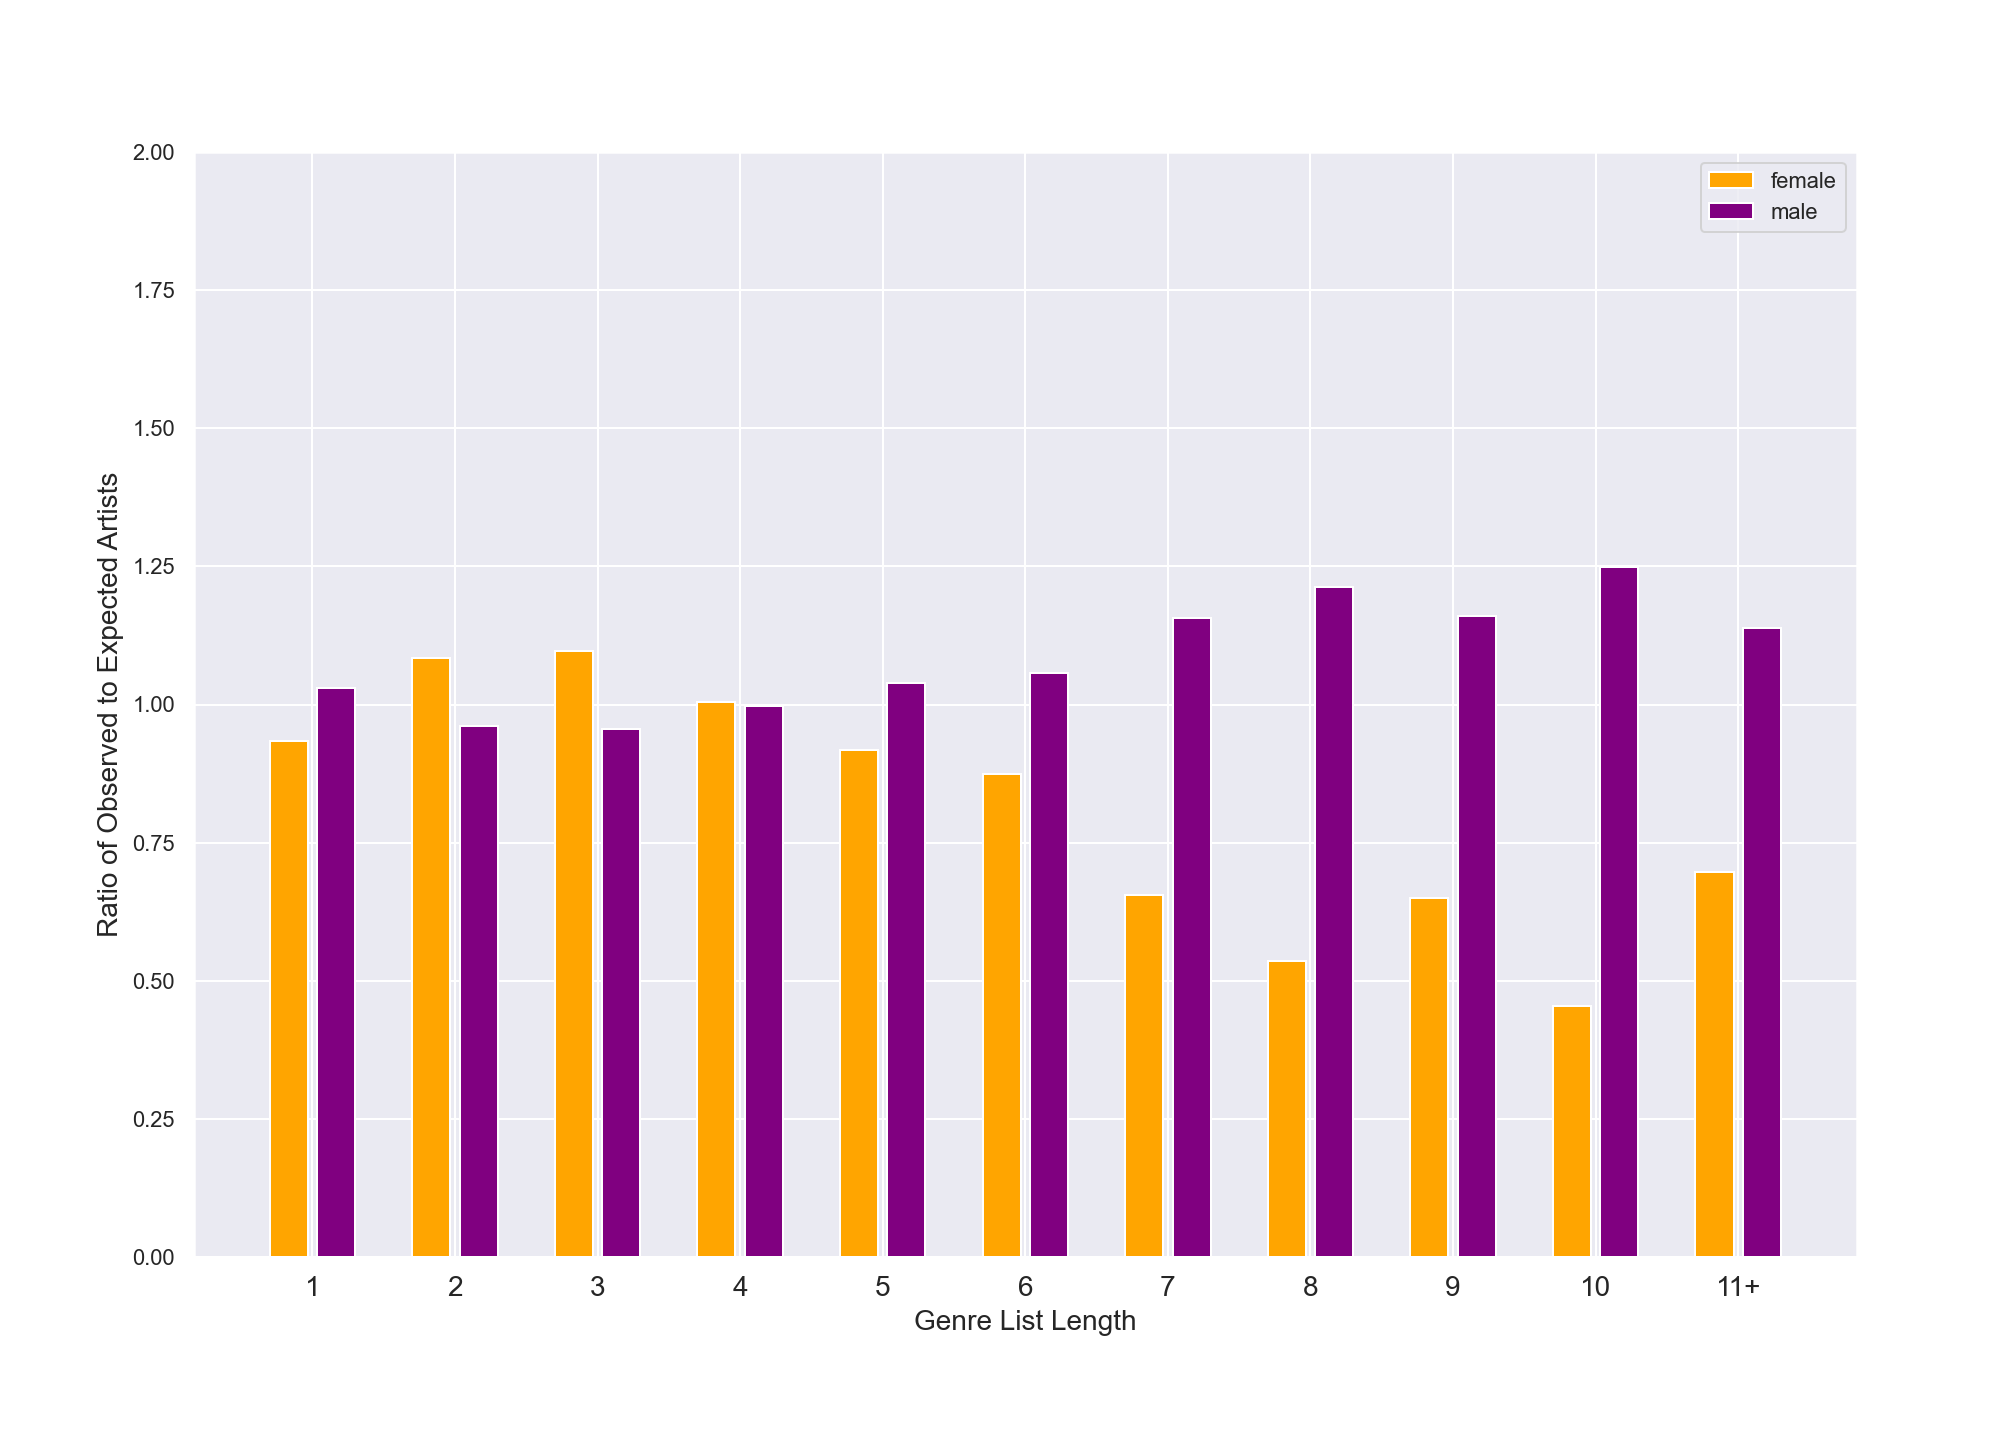 2.00
1.75
1.50
1.25
1.00
0.75
0.50
0.25
0.00
Ratio of Observed to Expected Artists
female
male
1 2 3 4 5 6 7 8 9 10 11+
Genre List Length